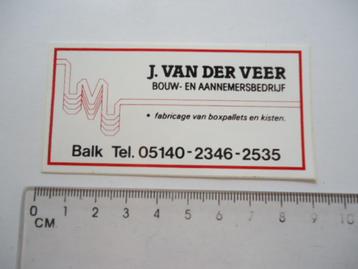 J. VAN DER VEER
BOUW- EN AANNEMERSBEDRIJF
• fabricage van boxpallets en kisten.
Balk Tel. 05140-2346-2535
0 1 2 3 4 5 6 7 8 9 10
CM